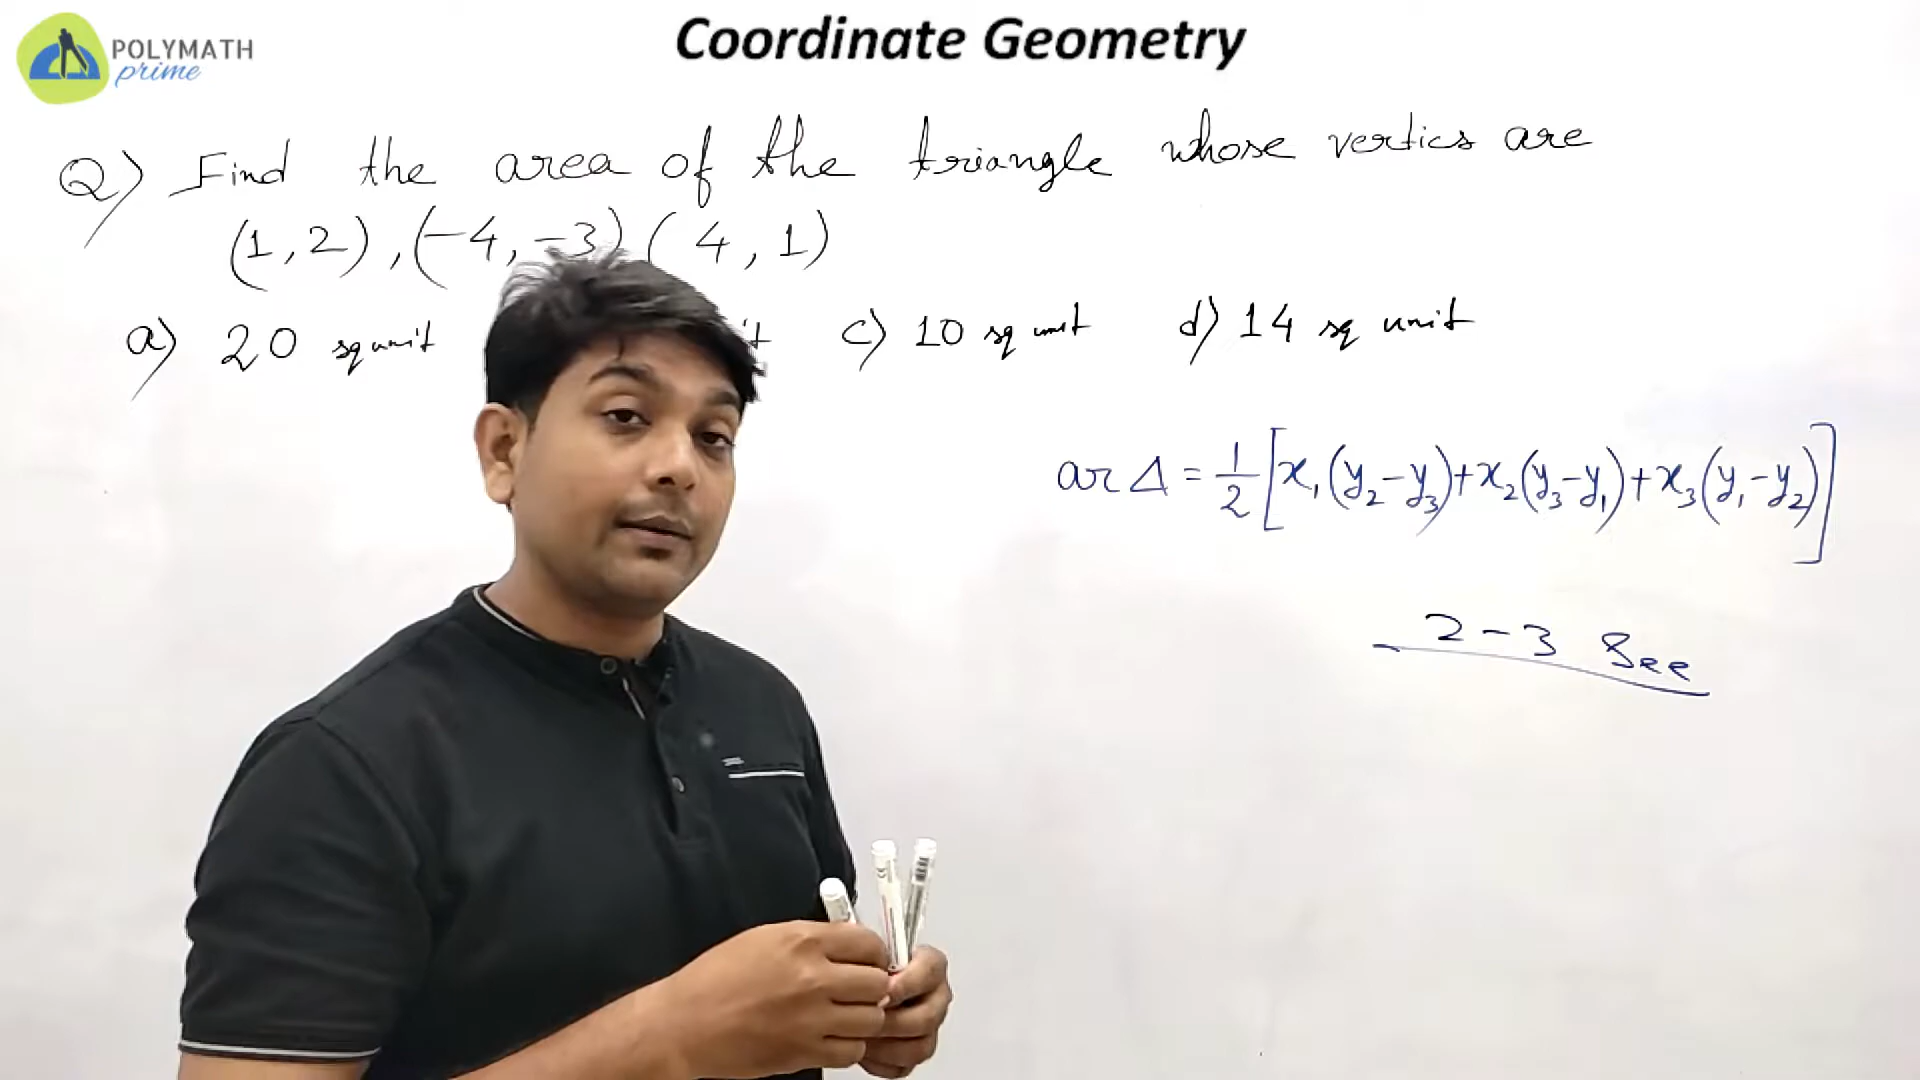 POLYMATH
prime
Coordinate Geometry
Q) Find the area of the triangle whose vertics are
(1, 2), (-4, -3) (4, 1)
a) 20 sq unit c) 10 sq unit d) 14 sq unit
ar Δ = 1/2 [x₁(y₂-y₃)+x₂(y₃-y₁)+x₃(y₁-y₂)]
2-3 See